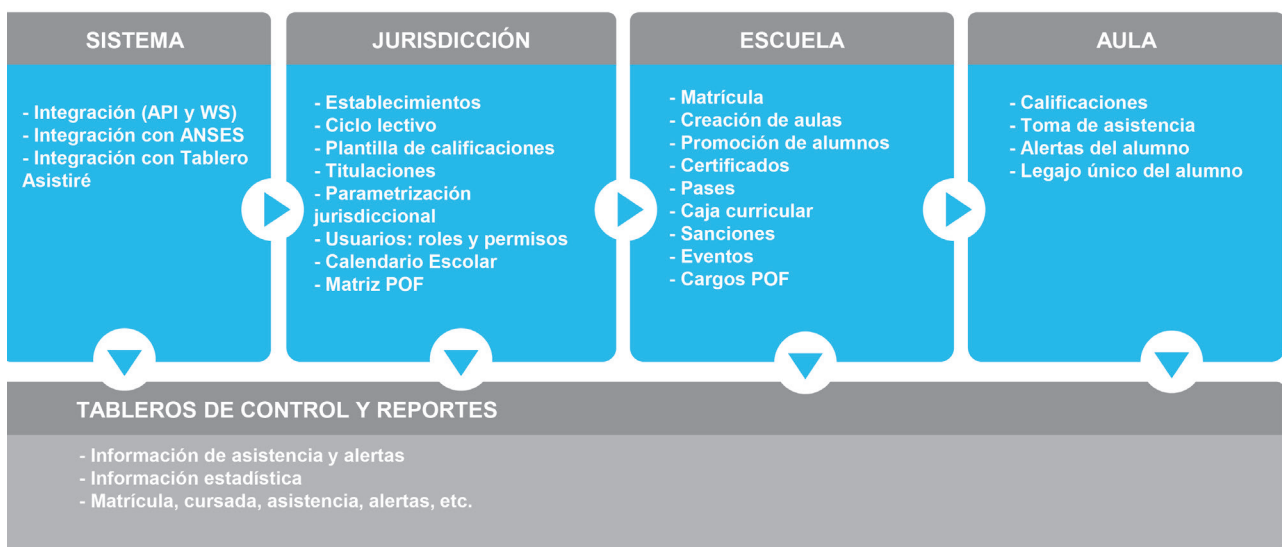 SISTEMA
- Integración (API y WS)
- Integración con ANSES
- Integración con Tablero
Asistiré
JURISDICCIÓN
- Establecimientos
- Ciclo lectivo
- Plantilla de calificaciones
- Titulaciones
- Parametrización
jurisdiccional
- Usuarios: roles y permisos
- Calendario Escolar
- Matriz POF
ESCUELA
- Matrícula
- Creación de aulas
- Promoción de alumnos
- Certificados
- Pases
- Caja curricular
- Sanciones
- Eventos
- Cargos POF
AULA
- Calificaciones
- Toma de asistencia
- Alertas del alumno
- Legajo único del alumno
TABLEROS DE CONTROL Y REPORTES
- Información de asistencia y alertas
- Información estadística
- Matrícula, cursada, asistencia, alertas, etc.